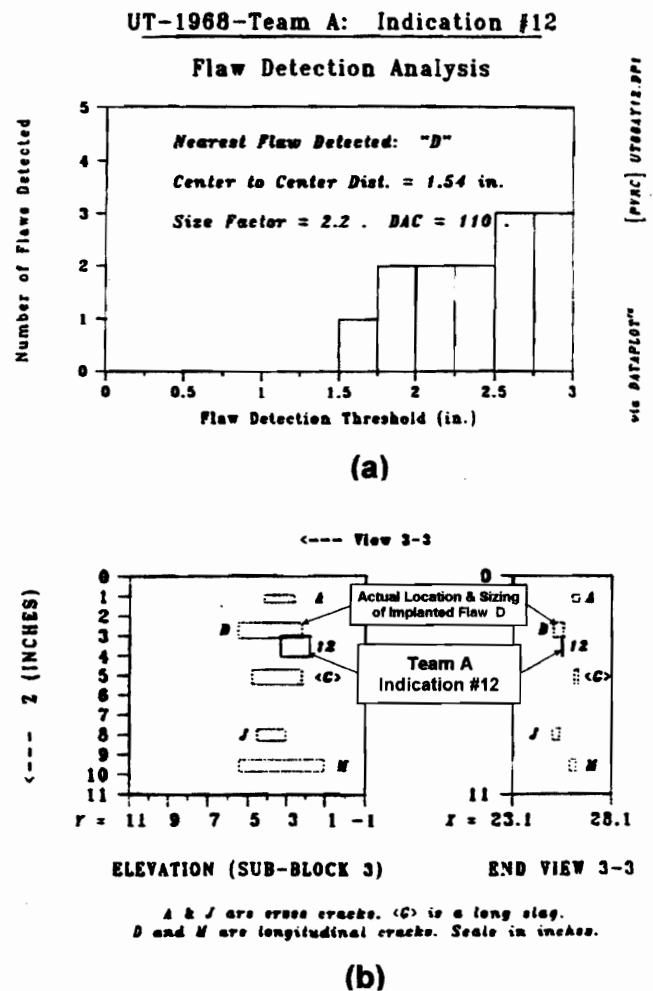 UT-1968-Team A: Indication #12
Flaw Detection Analysis
Number of Flaws Detected
5
4
3
2
1
0
Nearest Flaw Detected: "D"
Center to Center Dist. = 1.54 in.
Size Factor = 2.2 . DAC = 110 .
0 0.5 1 1.5 2 2.5 3
Flaw Detection Threshold (in.)
[PVRC] UT68AT12.DP1
via DATAPLOT™
(a)
<--- View 3-3
<--- Z (INCHES)
0
1
2
3
4
5
6
7
8
9
10
11
A
D
12
<G>
J
M
Actual Location & Sizing
of Implanted Flaw D
Team A
Indication #12
0
11
A
D
12
<G>
J
M
Y = 11 9 7 5 3 1 -1
X = 23.1 28.1
ELEVATION (SUB-BLOCK 3)
END VIEW 3-3
A & J are cross cracks. <G> is a long slag.
D and M are longitudinal cracks. Scale in inches.
(b)